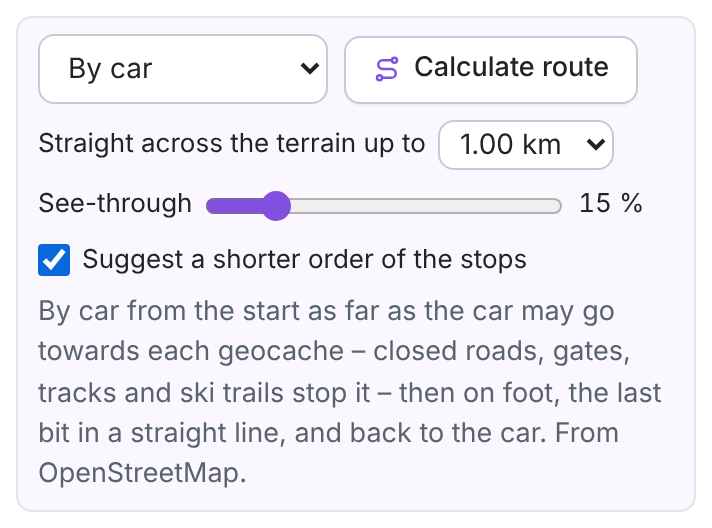 By car
Calculate route
Straight across the terrain up to 1.00 km
See-through 15 %
Suggest a shorter order of the stops
By car from the start as far as the car may go
towards each geocache – closed roads, gates,
tracks and ski trails stop it – then on foot, the last
bit in a straight line, and back to the car. From
OpenStreetMap.